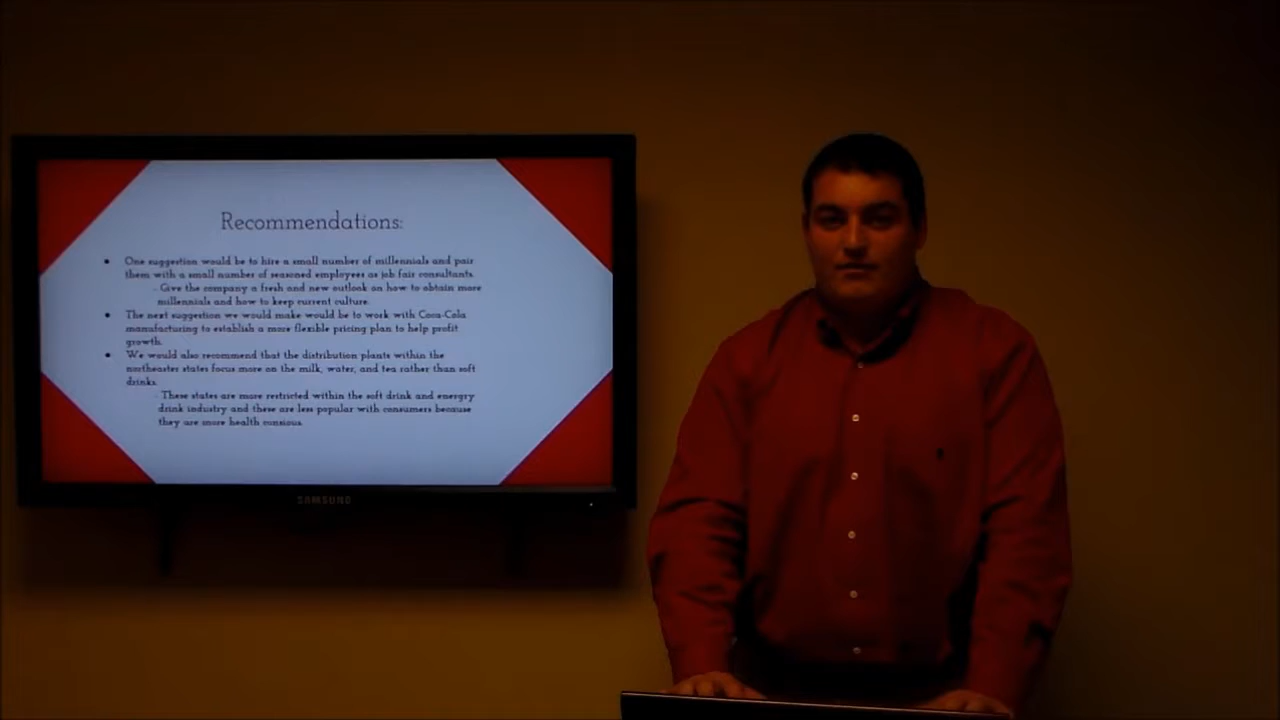 Recommendations:
One suggestion would be to hire a small number of millennials and pair
them with a small number of seasoned employees as job fair consultants.
- Give the company a fresh and new outlook on how to obtain more
millennials and how to keep current culture.
The next suggestion we would make would be to work with Coca-Cola
manufacturing to establish a more flexible pricing plan to help profit
growth.
We would also recommend that the distribution plants within the
northeaster states focus more on the milk, water, and tea rather than soft
drinks.
- These states are more restricted within the soft drink and energry
drink industry and these are less popular with consumers because
they are more health consious.
SAMSUNG